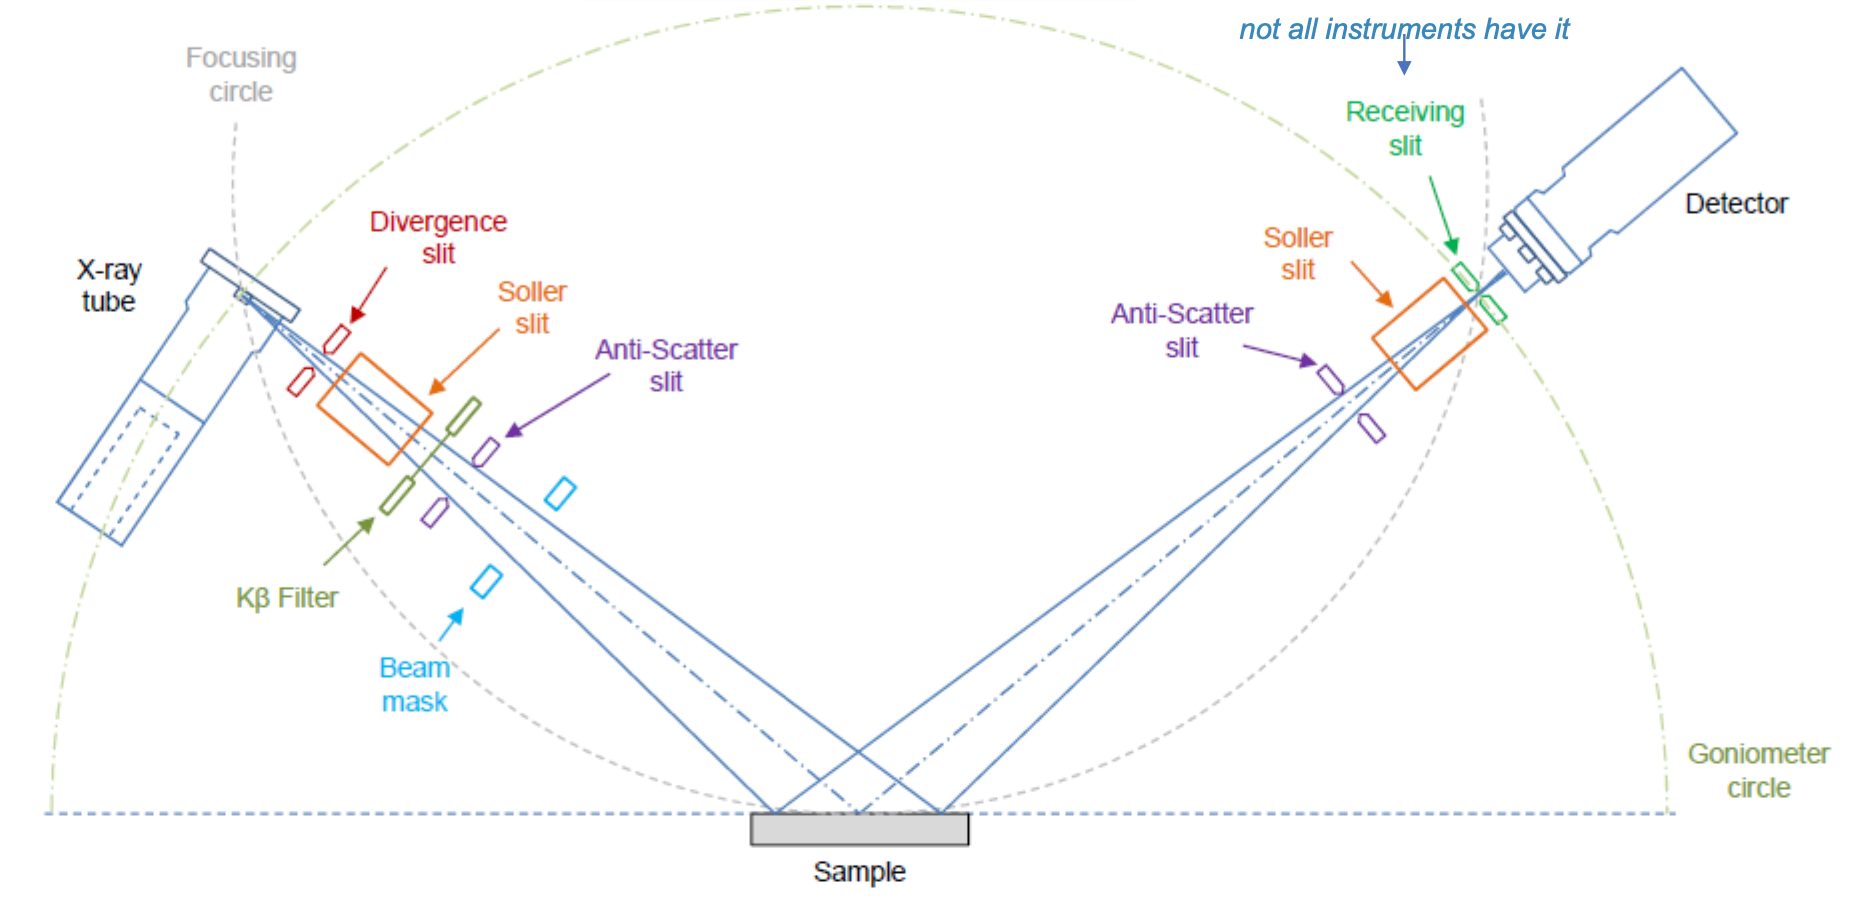 not all instruments have it
Focusing
circle
Receiving
slit
Detector
Divergence
slit
Soller
slit
X-ray
tube
Soller
slit
Anti-Scatter
slit
Anti-Scatter
slit
Kβ Filter
Beam
mask
Goniometer
circle
Sample